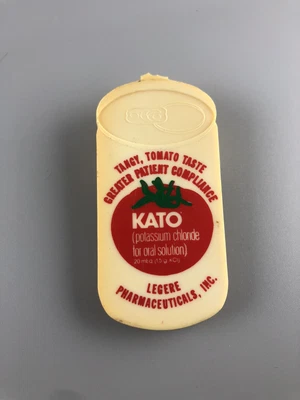 TANGY, TOMATO TASTE
GREATER PATIENT COMPLIANCE
KATO
(potassium chloride
for oral solution)
LEGERE
PHARMACEUTICALS, INC.